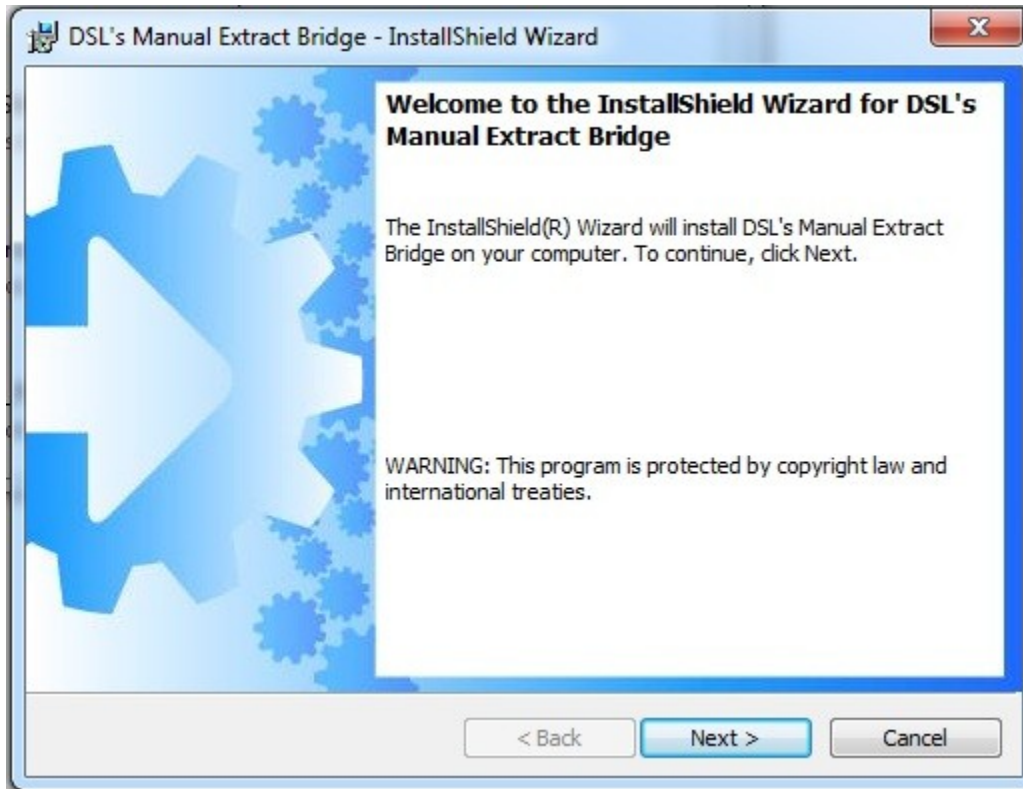 DSL's Manual Extract Bridge - InstallShield Wizard
Welcome to the InstallShield Wizard for DSL's
Manual Extract Bridge
The InstallShield(R) Wizard will install DSL's Manual Extract
Bridge on your computer. To continue, click Next.
WARNING: This program is protected by copyright law and
international treaties.
< Back
Next >
Cancel